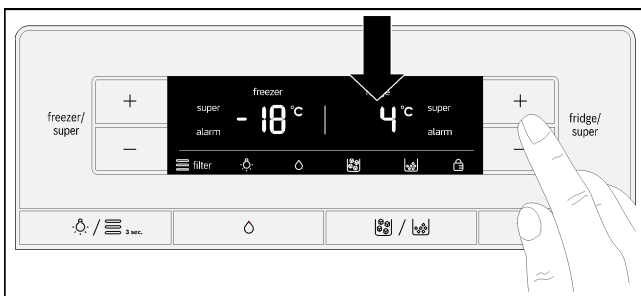 freezer
super
-18 °C
4 °C
super
alarm
alarm
filter
freezer/
super
+
−
+
−
fridge/
super
/ 3 sec.
/